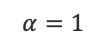 α = 1